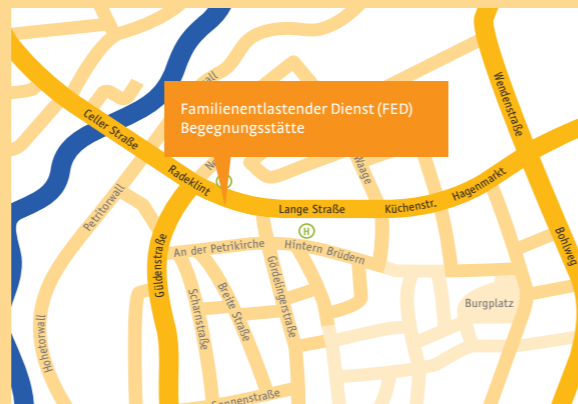 Familienentlastender Dienst (FED)
Begegnungsstätte
Celler Straße
Radeklint
Lange Straße
Küchenstr.
Hagenmarkt
Wendenstraße
Bohlweg
Waage
Petritorwall
Hohetorwall
Güldenstraße
An der Petrikirche
Hintern Brüdern
H
Scharnstraße
Breite Straße
Gördelingerstraße
Burgplatz